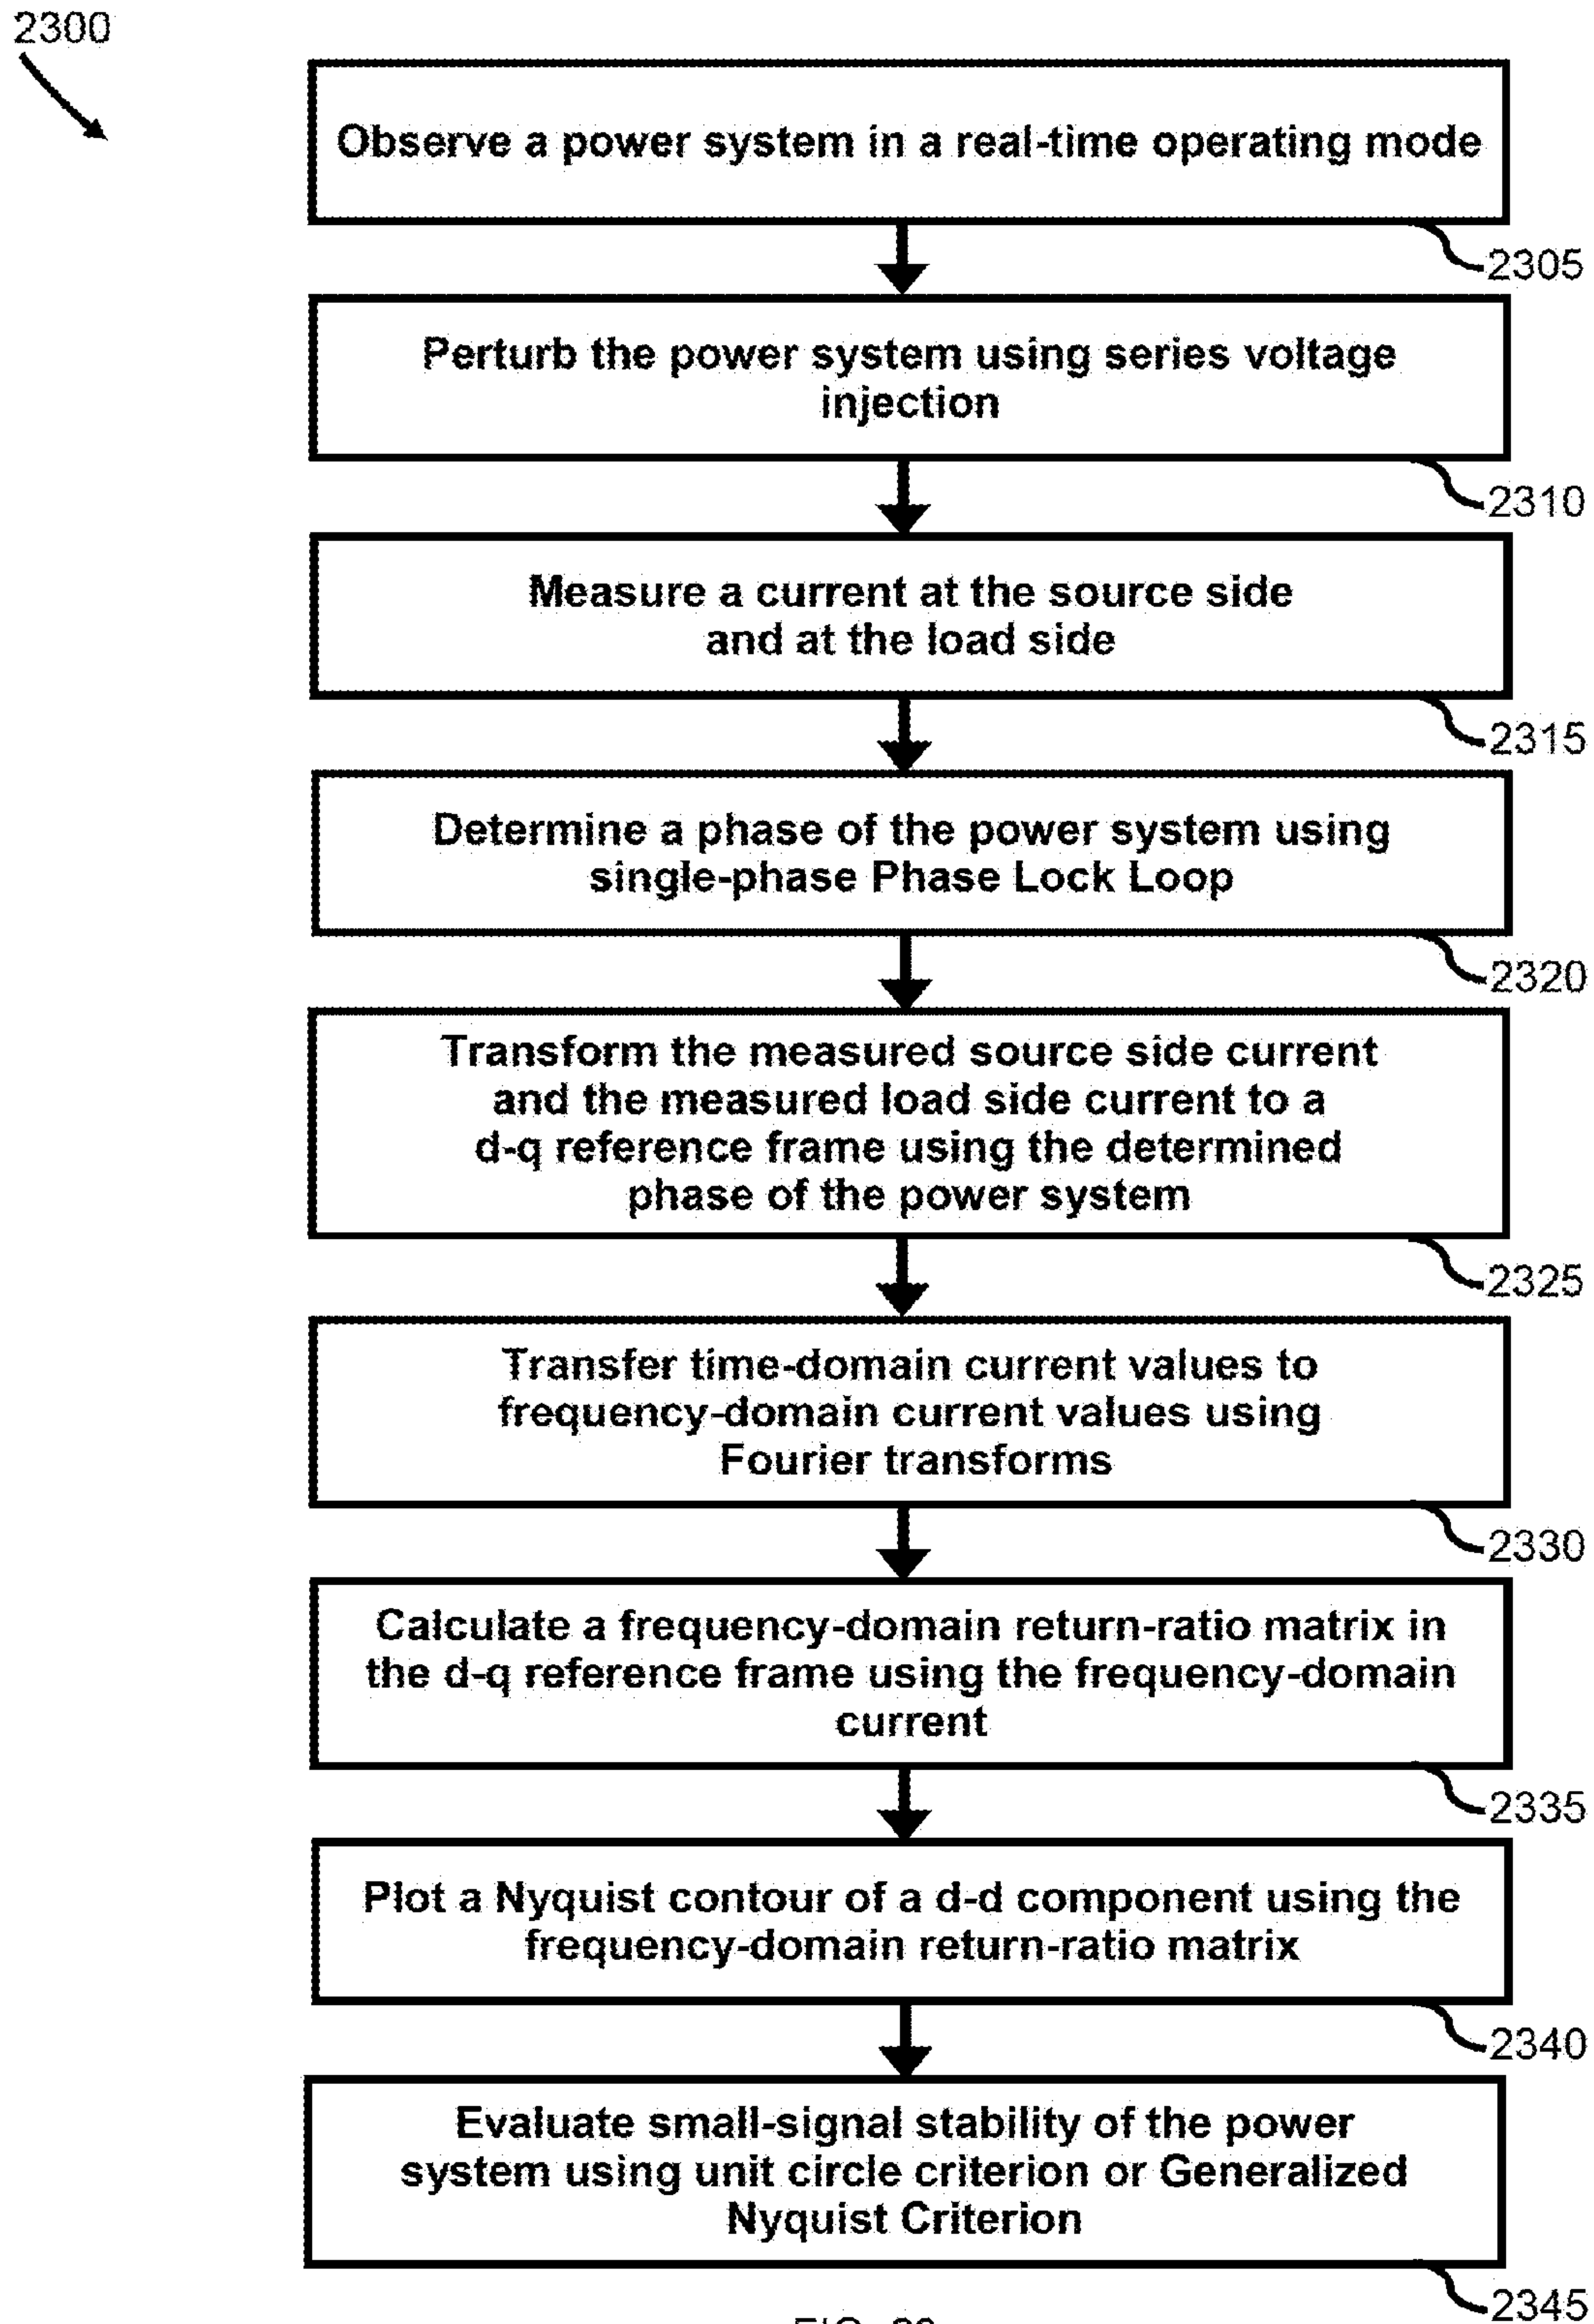 2300
Observe a power system in a real-time operating mode
2305
Perturb the power system using series voltage
injection
2310
Measure a current at the source side
and at the load side
2315
Determine a phase of the power system using
single-phase Phase Lock Loop
2320
Transform the measured source side current
and the measured load side current to a
d-q reference frame using the determined
phase of the power system
2325
Transfer time-domain current values to
frequency-domain current values using
Fourier transforms
2330
Calculate a frequency-domain return-ratio matrix in
the d-q reference frame using the frequency-domain
current
2335
Plot a Nyquist contour of a d-d component using the
frequency-domain return-ratio matrix
2340
Evaluate small-signal stability of the power
system using unit circle criterion or Generalized
Nyquist Criterion
2345